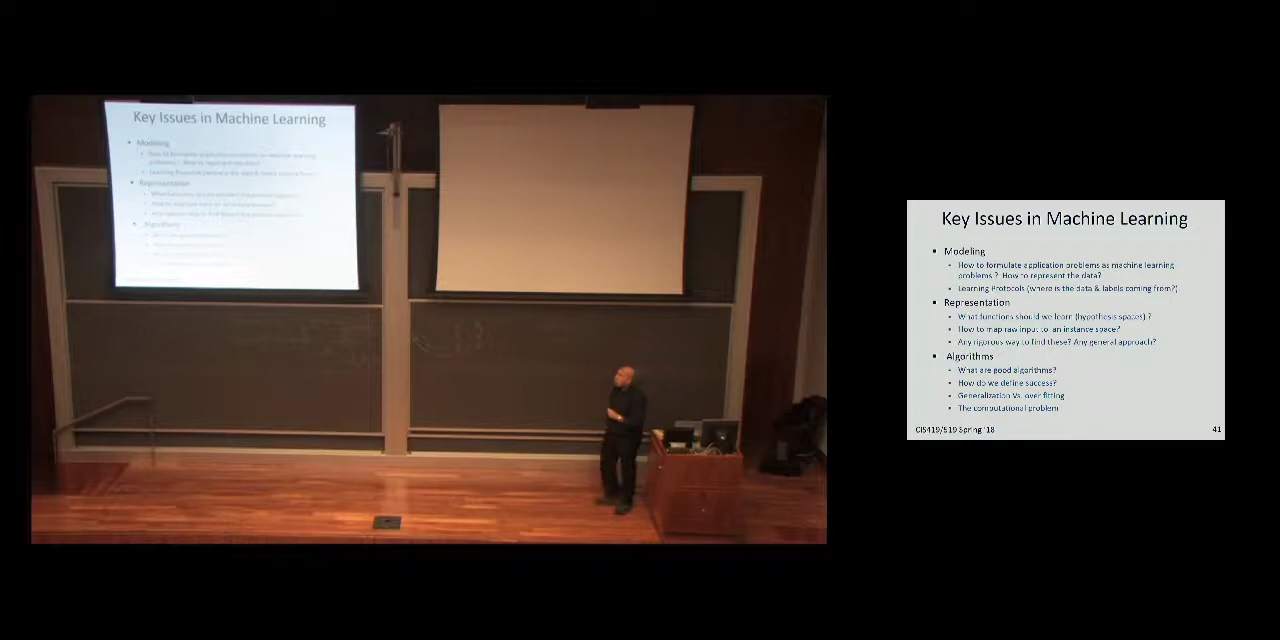 Key Issues in Machine Learning
• Modeling
Key Issues in Machine Learning
• Modeling
• How to formulate application problems as machine learning
problems ? How to represent the data?
• Learning Protocols (where is the data & labels coming from?)
• Representation
• What functions should we learn (hypothesis spaces) ?
• How to map raw input to an instance space?
• Any rigorous way to find these? Any general approach?
• Algorithms
• What are good algorithms?
• How do we define success?
• Generalization Vs. over fitting
• The computational problem
CIS419/519 Spring '18
41